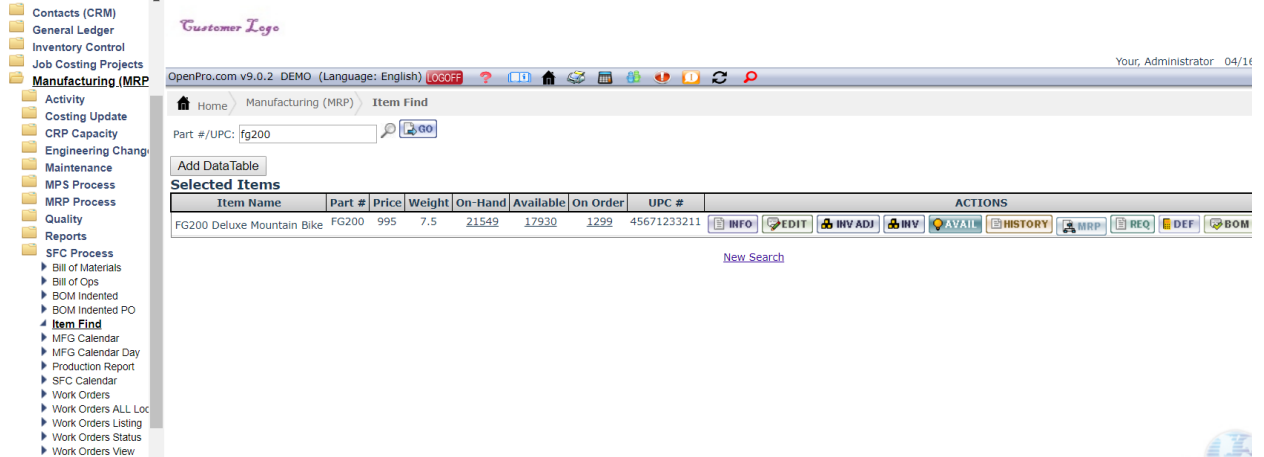 Contacts (CRM)
General Ledger
Inventory Control
Job Costing Projects
Manufacturing (MRP
Activity
Costing Update
CRP Capacity
Engineering Chang
Maintenance
MPS Process
MRP Process
Quality
Reports
SFC Process
Bill of Materials
Bill of Ops
BOM Indented
BOM Indented PO
Item Find
MFG Calendar
MFG Calendar Day
Production Report
SFC Calendar
Work Orders
Work Orders ALL Loc
Work Orders Listing
Work Orders Status
Work Orders View
Customer Logo
Your, Administrator 04/16
OpenPro.com v9.0.2 DEMO (Language: English) LOGOFF ?
Home Manufacturing (MRP) Item Find
Part #/UPC: fg200 GO
Add DataTable
Selected Items
Item Name Part # Price Weight On-Hand Available On Order UPC # ACTIONS
FG200 Deluxe Mountain Bike FG200 995 7.5 21549 17930 1299 45671233211 INFO EDIT INV ADJ INV AVAIL HISTORY MRP REQ DEF BOM
New Search